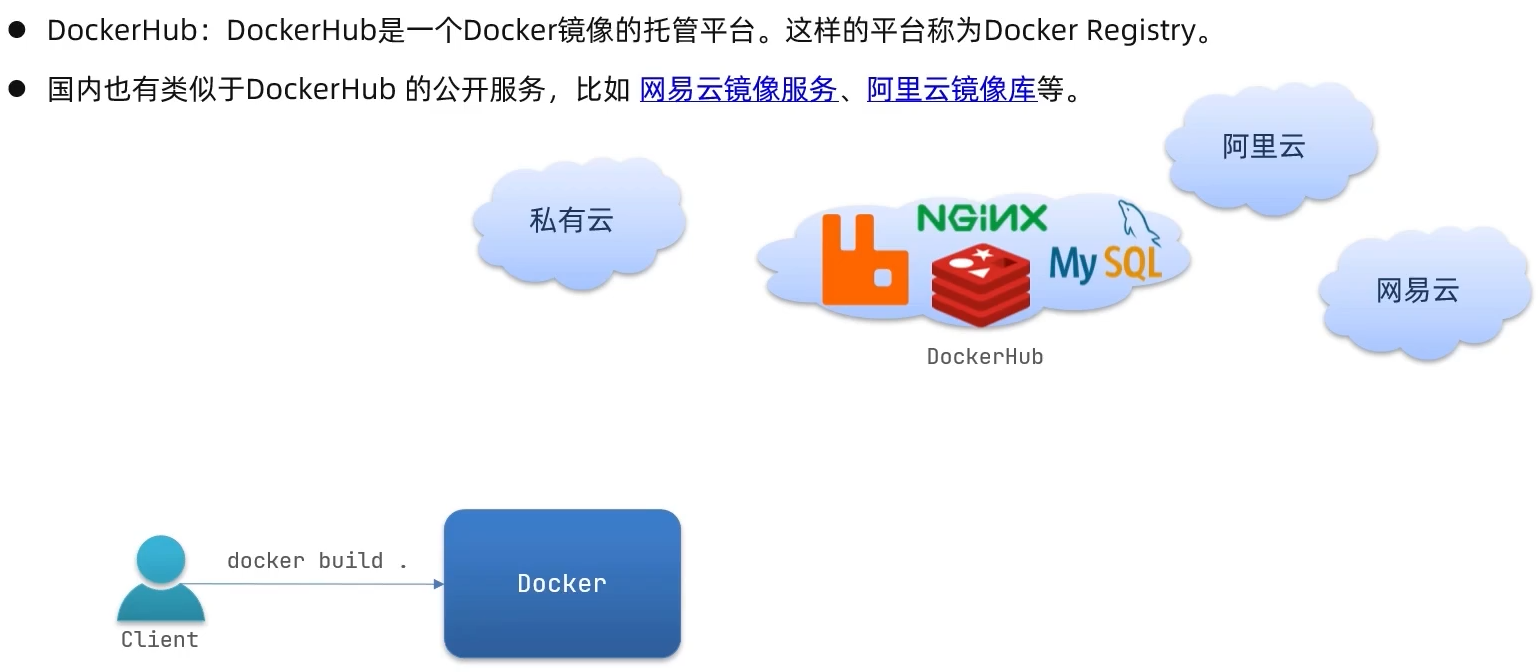 DockerHub：DockerHub是一个Docker镜像的托管平台。这样的平台称为Docker Registry。
国内也有类似于DockerHub 的公开服务，比如 网易云镜像服务、阿里云镜像库等。
阿里云
私有云
NGINX
MySQL
网易云
DockerHub
docker build .
Docker
Client